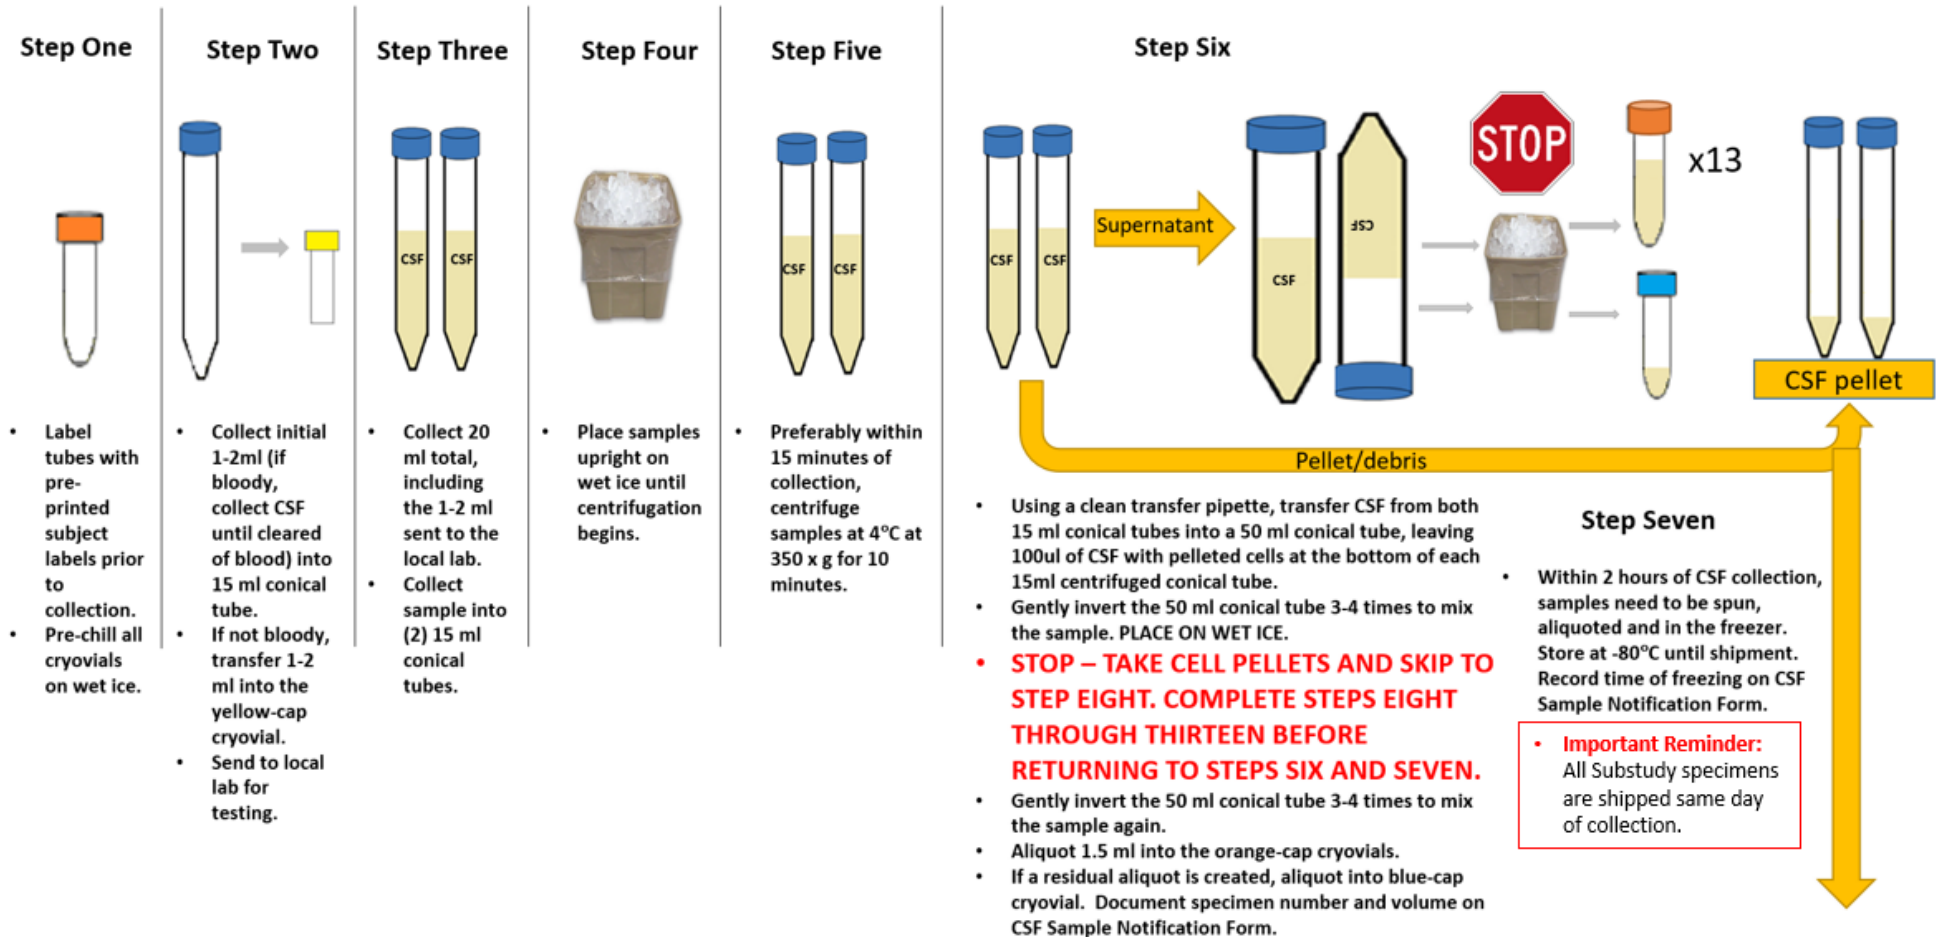 Step One
Label
tubes with
pre-
printed
subject
labels prior
to
collection.
Pre-chill all
cryovials
on wet ice.
Step Two
Collect initial
1-2ml (if
bloody,
collect CSF
until cleared
of blood) into
15 ml conical
tube.
If not bloody,
transfer 1-2
ml into the
yellow-cap
cryovial.
Send to local
lab for
testing.
Step Three
CSF CSF
Collect 20
ml total,
including
the 1-2 ml
sent to the
local lab.
Collect
sample into
(2) 15 ml
conical
tubes.
Step Four
Place samples
upright on
wet ice until
centrifugation
begins.
Step Five
CSF CSF
Preferably within
15 minutes of
collection,
centrifuge
samples at 4°C at
350 x g for 10
minutes.
Step Six
CSF CSF
Supernatant
CSF
CSF
STOP
x13
CSF pellet
Pellet/debris
Using a clean transfer pipette, transfer CSF from both
15 ml conical tubes into a 50 ml conical tube, leaving
100ul of CSF with pelleted cells at the bottom of each
15ml centrifuged conical tube.
Gently invert the 50 ml conical tube 3-4 times to mix
the sample. PLACE ON WET ICE.
STOP – TAKE CELL PELLETS AND SKIP TO
STEP EIGHT. COMPLETE STEPS EIGHT
THROUGH THIRTEEN BEFORE
RETURNING TO STEPS SIX AND SEVEN.
Gently invert the 50 ml conical tube 3-4 times to mix
the sample again.
Aliquot 1.5 ml into the orange-cap cryovials.
If a residual aliquot is created, aliquot into blue-cap
cryovial. Document specimen number and volume on
CSF Sample Notification Form.
Step Seven
Within 2 hours of CSF collection,
samples need to be spun,
aliquoted and in the freezer.
Store at -80°C until shipment.
Record time of freezing on CSF
Sample Notification Form.
Important Reminder:
All Substudy specimens
are shipped same day
of collection.